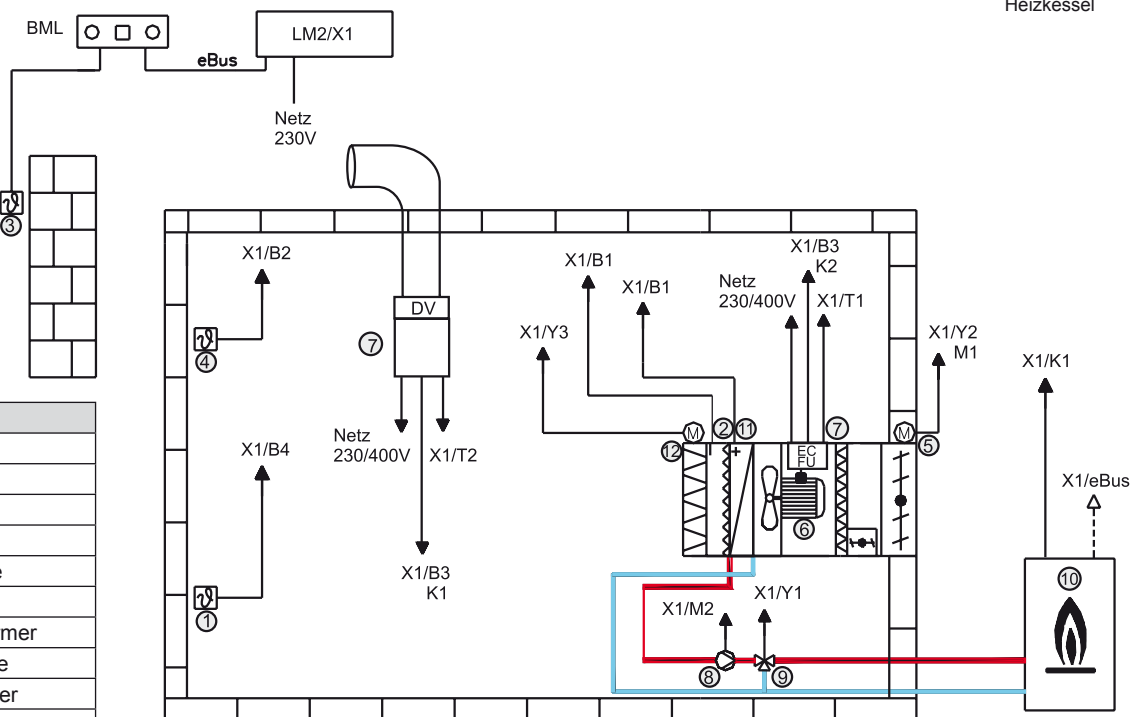 Heizkessel
BML
LM2/X1
eBus
Netz
230V
3
X1/B2
4
DV
7
Netz
230/400V
X1/T2
X1/B3
K1
X1/B4
1
X1/B1
X1/B1
X1/Y3
Netz
230/400V
X1/B3
K2
X1/T1
X1/Y2
M1
X1/K1
X1/eBus
M
2
11
7
M
5
12
-
+
EC
FU
6
X1/M2
X1/Y1
8
9
10